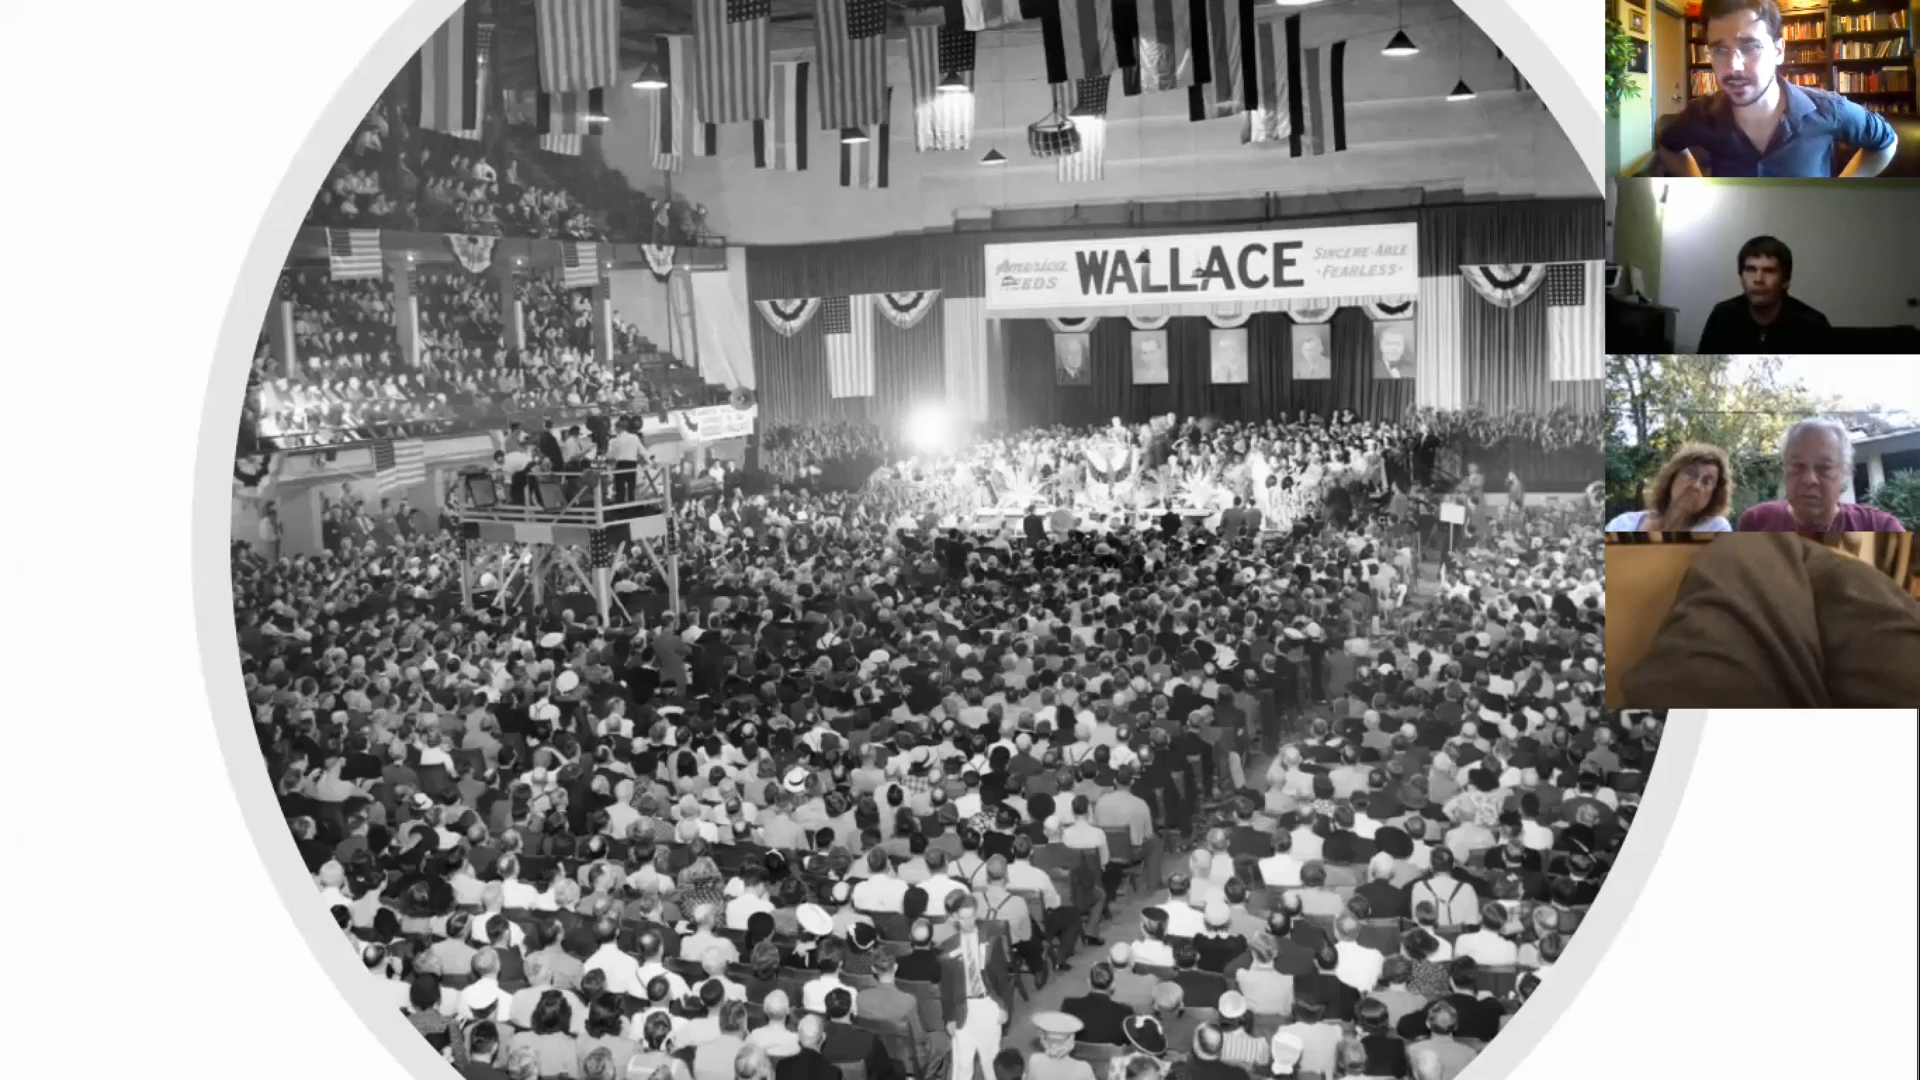 America
NEEDS
WALLACE
SINCERE-ABLE
-FEARLESS-